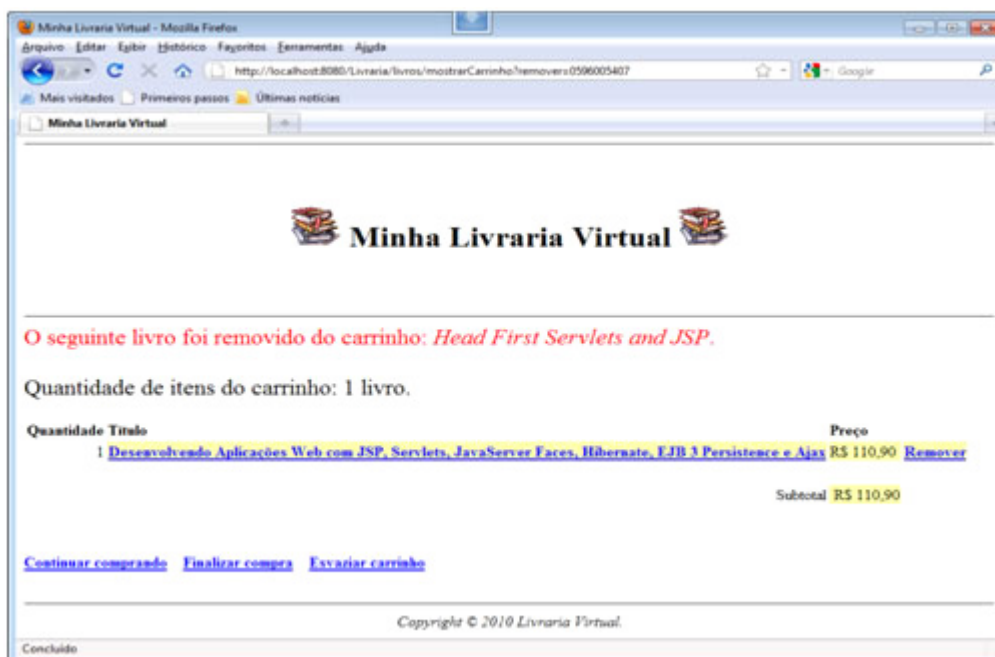 Minha Livraria Virtual - Mozilla Firefox
Arquivo Editar Exibir Histórico Favoritos Ferramentas Ajuda
http://localhost:8080/Livraria/livros/mostrarCarrinho?remover=0596005407
Google
Mais visitados Primeiros passos Últimas notícias
Minha Livraria Virtual
Minha Livraria Virtual
O seguinte livro foi removido do carrinho: Head First Servlets and JSP.
Quantidade de itens do carrinho: 1 livro.
Quantidade Título Preço
1 Desenvolvendo Aplicações Web com JSP, Servlets, JavaServer Faces, Hibernate, EJB 3 Persistence e Ajax R$ 110,90 Remover
Subtotal R$ 110,90
Continuar comprando Finalizar compra Esvaziar carrinho
Copyright © 2010 Livraria Virtual.
Concluído